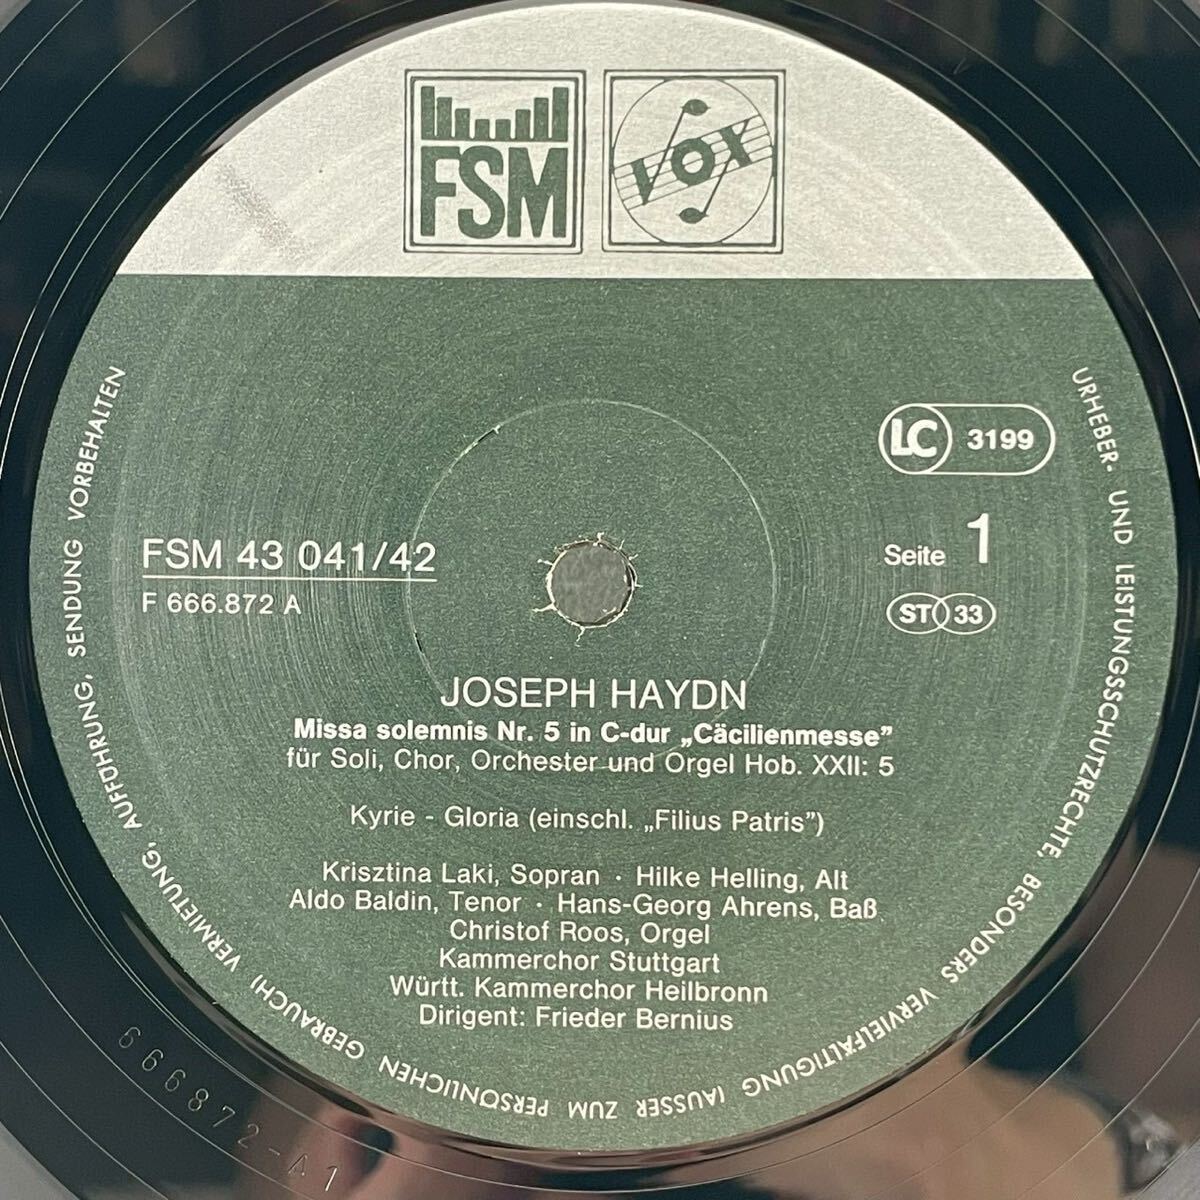 FSM
VOX
LC 3199
FSM 43 041/42
F 666.872 A
Seite 1
ST 33
JOSEPH HAYDN
Missa solemnis Nr. 5 in C-dur „Cäcilienmesse”
für Soli, Chor, Orchester und Orgel Hob. XXII: 5
Kyrie - Gloria (einschl. „Filius Patris”)
Krisztina Laki, Sopran · Hilke Helling, Alt
Aldo Baldin, Tenor · Hans-Georg Ahrens, Baß
Christof Roos, Orgel
Kammerchor Stuttgart
Württ. Kammerchor Heilbronn
Dirigent: Frieder Bernius
URHEBER- UND LEISTUNGSSCHUTZRECHTE, BESONDERS VERVIELFÄLTIGUNG (AUSSER ZUM PERSÖNLICHEN GEBRAUCH) VERMIETUNG, AUFFÜHRUNG, SENDUNG VORBEHALTEN
666872-A1